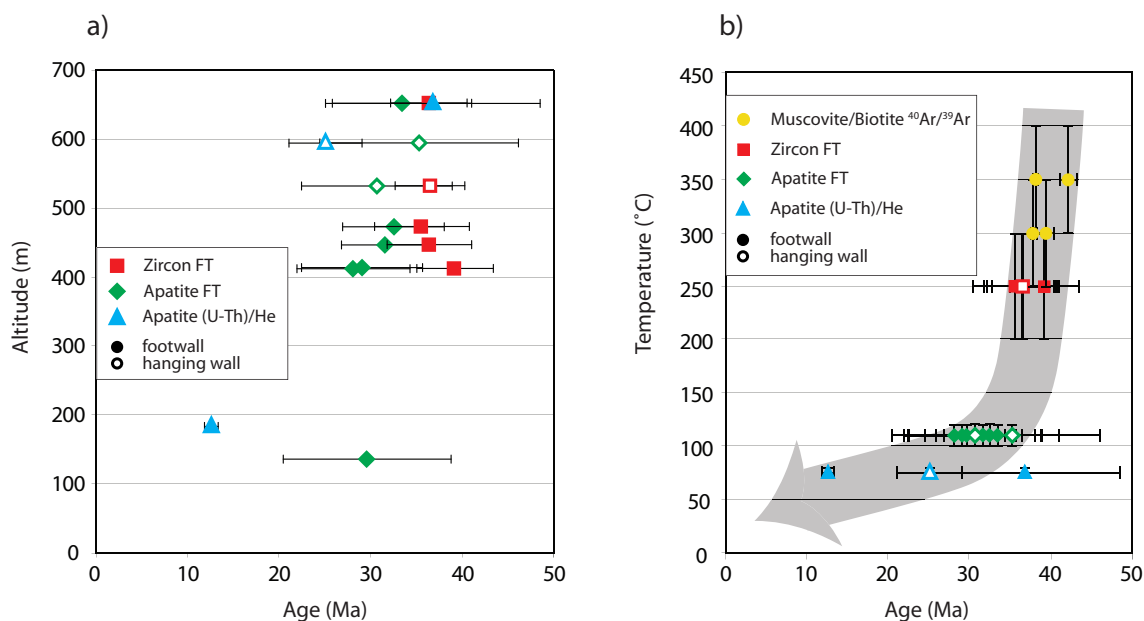 a)
700
600
500
400
300
200
100
0
Altitude (m)
Zircon FT
Apatite FT
Apatite (U-Th)/He
footwall
hanging wall
0 10 20 30 40 50
Age (Ma)
b)
450
400
350
300
250
200
150
100
50
0
Temperature (˚C)
Muscovite/Biotite ⁴⁰Ar/³⁹Ar
Zircon FT
Apatite FT
Apatite (U-Th)/He
footwall
hanging wall
0 10 20 30 40 50
Age (Ma)